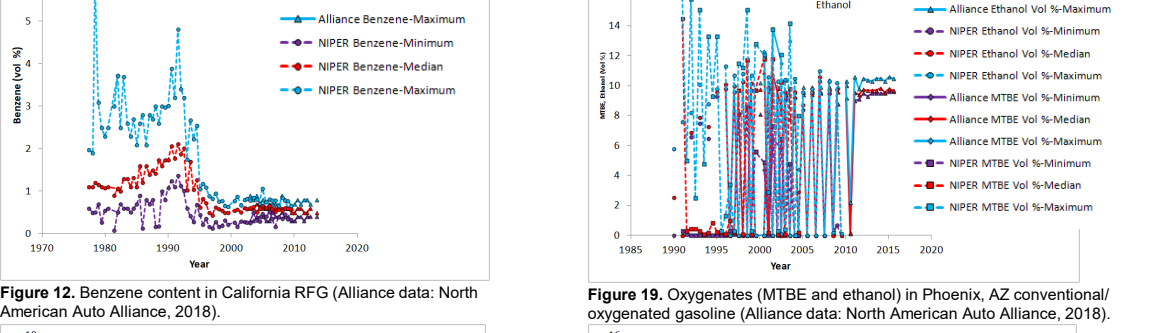 5
4
3
2
1
0
Benzene (vol %)
1970
1980
1990
2000
2010
2020
Year
Alliance Benzene-Maximum
NIPER Benzene-Minimum
NIPER Benzene-Median
NIPER Benzene-Maximum
Figure 12. Benzene content in California RFG (Alliance data: North
American Auto Alliance, 2018).
Ethanol
14
12
10
8
6
4
2
0
MTBE, Ethanol (Vol %)
1985
1990
1995
2000
2005
2010
2015
2020
Year
Alliance Ethanol Vol %-Maximum
NIPER Ethanol Vol %-Minimum
NIPER Ethanol Vol %-Median
NIPER Ethanol Vol %-Maximum
Alliance MTBE Vol %-Minimum
Alliance MTBE Vol %-Median
Alliance MTBE Vol %-Maximum
NIPER MTBE Vol %-Minimum
NIPER MTBE Vol %-Median
NIPER MTBE Vol %-Maximum
Figure 19. Oxygenates (MTBE and ethanol) in Phoenix, AZ conventional/
oxygenated gasoline (Alliance data: North American Auto Alliance, 2018).